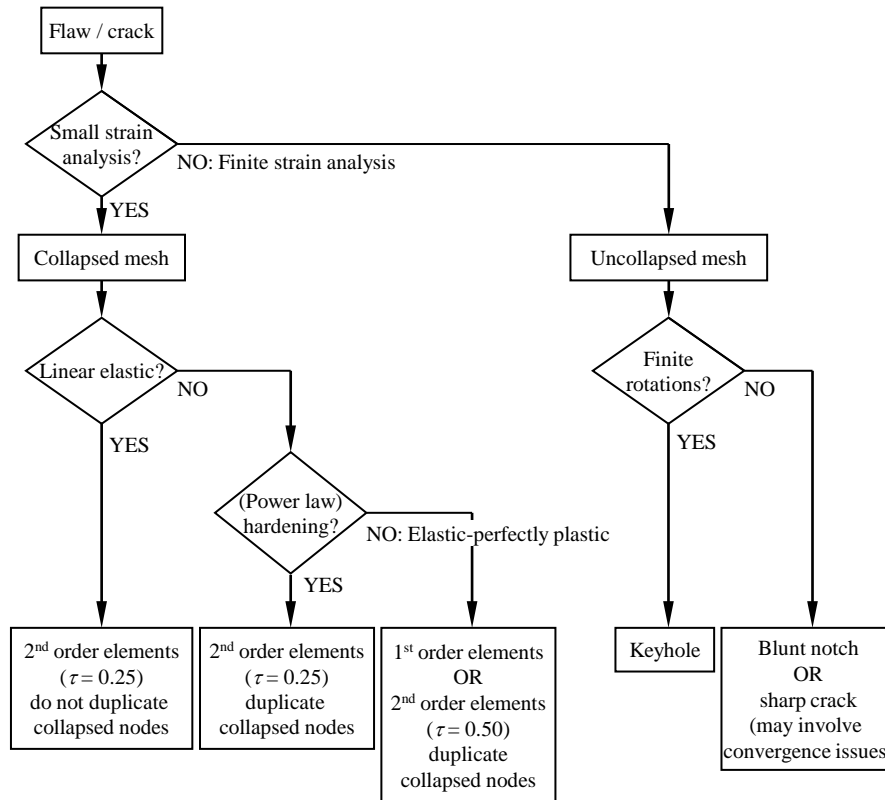 Flaw / crack
Small strain
analysis?
NO: Finite strain analysis
YES
Collapsed mesh
Uncollapsed mesh
Linear elastic?
NO
YES
Finite
rotations?
NO
YES
(Power law)
hardening?
NO: Elastic-perfectly plastic
YES
2nd order elements
(τ = 0.25)
do not duplicate
collapsed nodes
2nd order elements
(τ = 0.25)
duplicate
collapsed nodes
1st order elements
OR
2nd order elements
(τ = 0.50)
duplicate
collapsed nodes
Keyhole
Blunt notch
OR
sharp crack
(may involve
convergence issues